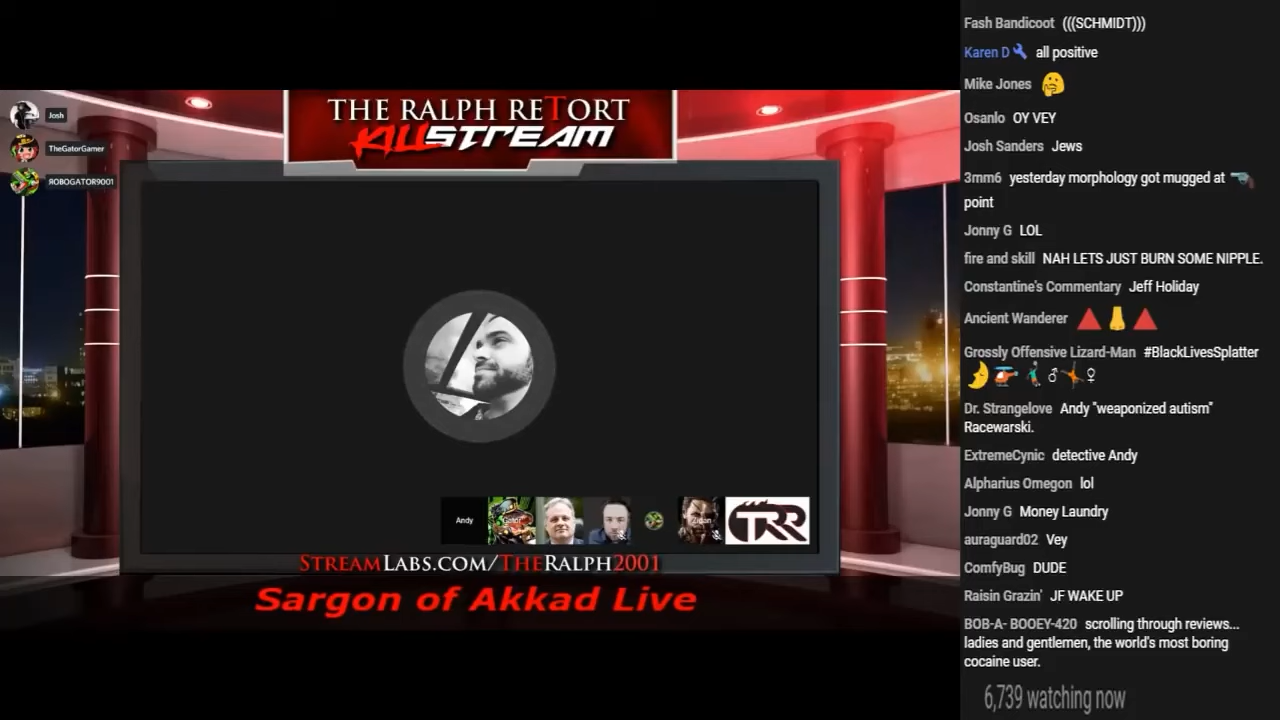 Josh
TheGatorGamer
ROBOGATOR9001
THE RALPH RETORT
KILLSTREAM
Andy
Gator
TRR
STREAMLABS.COM/THERALPH2001
Sargon of Akkad Live
Fash Bandicoot (((SCHMIDT)))
Karen D all positive
Mike Jones 🤔
Osanlo OY VEY
Josh Sanders Jews
3mm6 yesterday morphology got mugged at 🔫
point
Jonny G LOL
fire and skill NAH LETS JUST BURN SOME NIPPLE.
Constantine's Commentary Jeff Holiday
Ancient Wanderer 🔺👃🔺
Grossly Offensive Lizard-Man #BlackLivesSplatter
Dr. Strangelove Andy "weaponized autism"
Racewarski.
ExtremeCynic detective Andy
Alpharius Omegon lol
Jonny G Money Laundry
auraguard02 Vey
ComfyBug DUDE
Raisin Grazin' JF WAKE UP
BOB-A- BOOEY-420 scrolling through reviews...
ladies and gentlemen, the world's most boring
cocaine user.
6,739 watching now